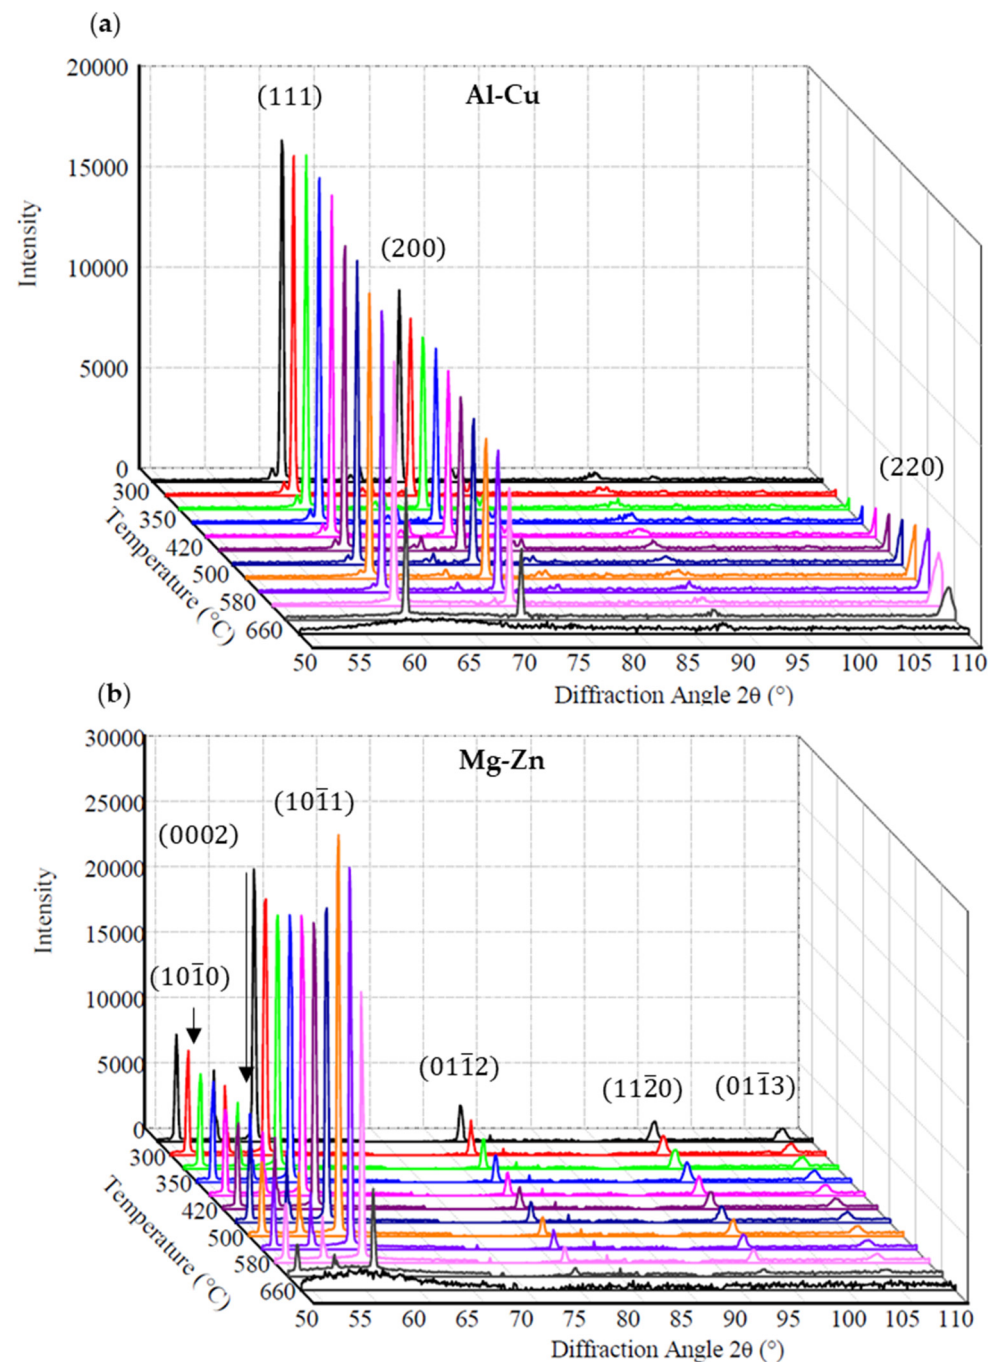 (a)
20000
(111)
Al-Cu
15000
Intensity
(200)
10000
5000
(220)
0
300
350
420
500
580
660
Temperature (°C)
50 55 60 65 70 75 80 85 90 95 100 105 110
Diffraction Angle 2θ (°)
(b)
30000
Mg-Zn
25000
(101̄1)
(0002)
20000
Intensity
15000
(101̄0)
10000
(011̄2)
(112̄0)
(011̄3)
5000
0
300
350
420
500
580
660
Temperature (°C)
50 55 60 65 70 75 80 85 90 95 100 105 110
Diffraction Angle 2θ (°)